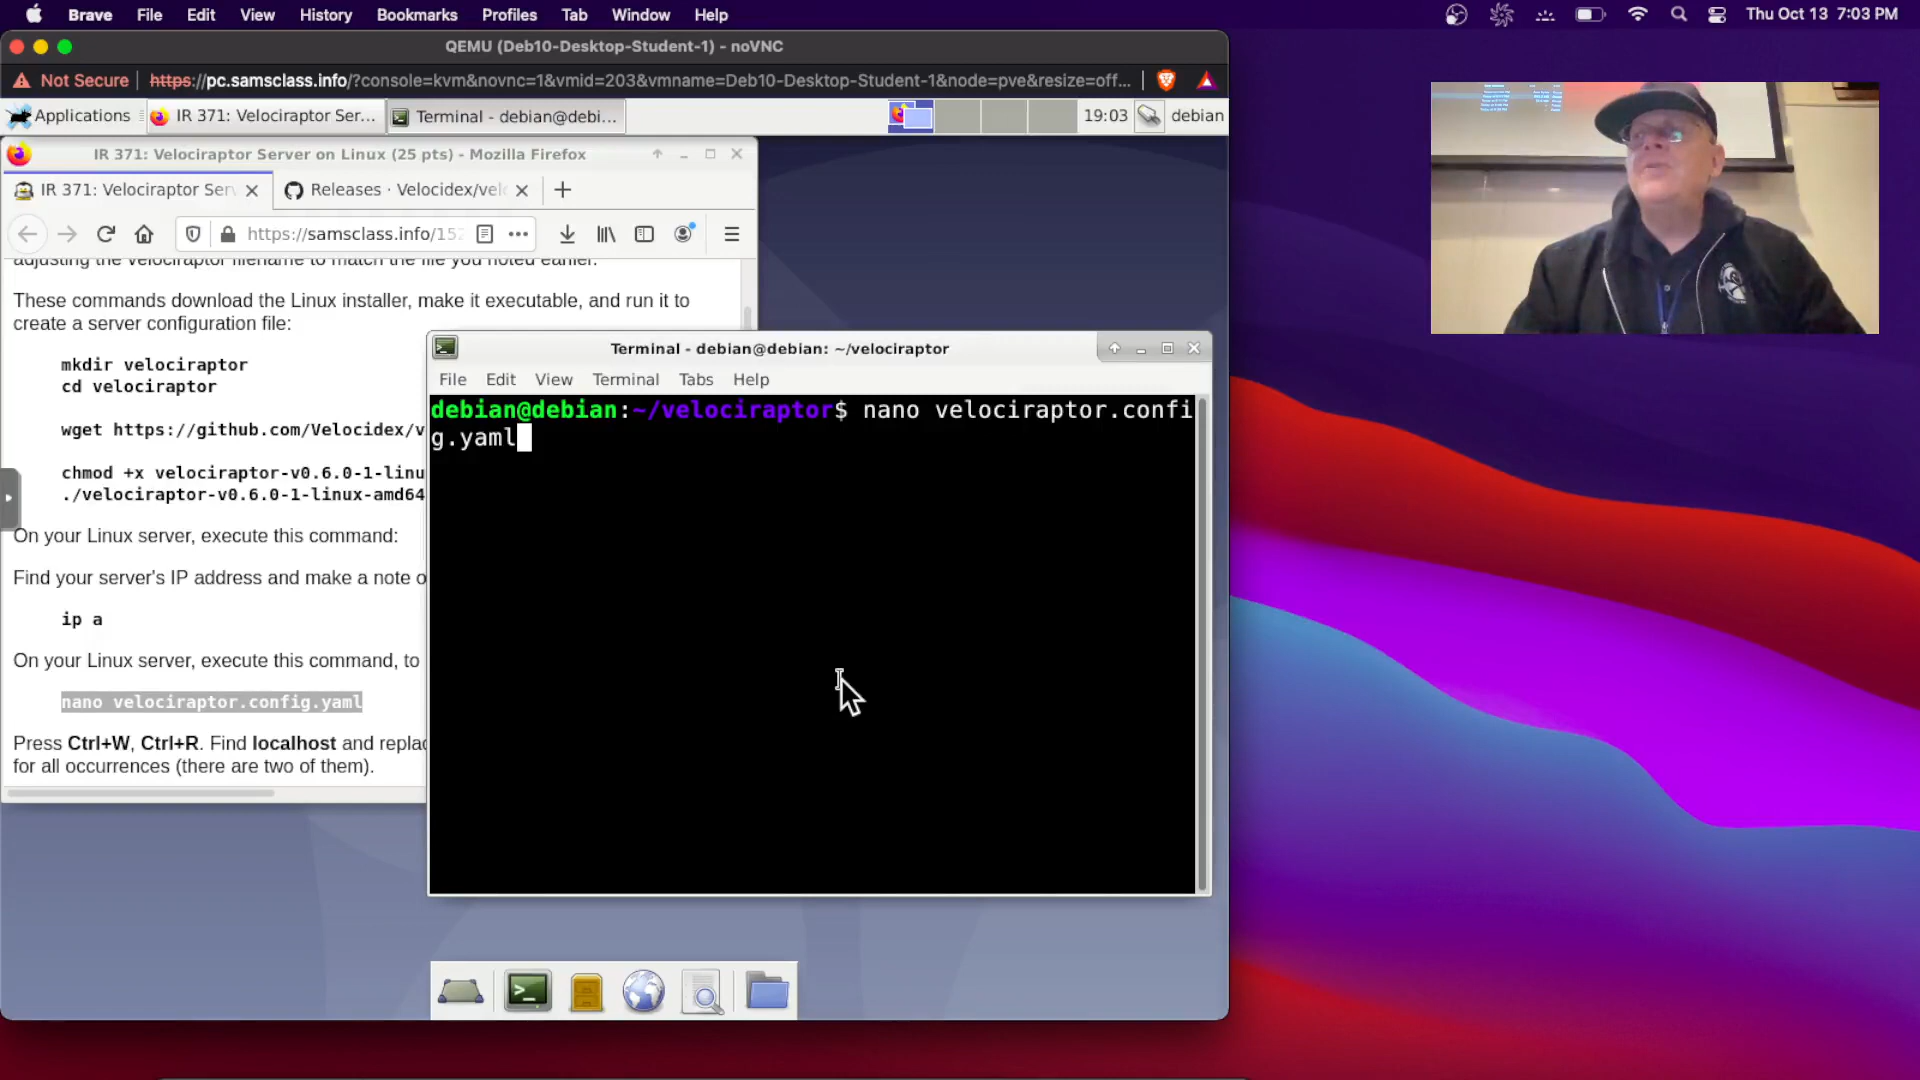 Brave File Edit View History Bookmarks Profiles Tab Window Help Thu Oct 13 7:03 PM
QEMU (Deb10-Desktop-Student-1) - noVNC
Not Secure https://pc.samsclass.info/?console=kvm&novnc=1&vmid=203&vmname=Deb10-Desktop-Student-1&node=pve&resize=off...
Applications IR 371: Velociraptor Ser... Terminal - debian@debi... 19:03 debian
IR 371: Velociraptor Server on Linux (25 pts) - Mozilla Firefox
IR 371: Velociraptor Ser Releases · Velocidex/velo
https://samsclass.info/152
adjusting the velociraptor filename to match the file you noted earlier.
These commands download the Linux installer, make it executable, and run it to
create a server configuration file:
mkdir velociraptor
cd velociraptor
wget https://github.com/Velocidex/v
chmod +x velociraptor-v0.6.0-1-linu
./velociraptor-v0.6.0-1-linux-amd64
On your Linux server, execute this command:
Find your server's IP address and make a note o
ip a
On your Linux server, execute this command, to
nano velociraptor.config.yaml
Press Ctrl+W, Ctrl+R. Find localhost and replac
for all occurrences (there are two of them).
Terminal - debian@debian: ~/velociraptor
File Edit View Terminal Tabs Help
debian@debian:~/velociraptor$ nano velociraptor.confi
g.yaml